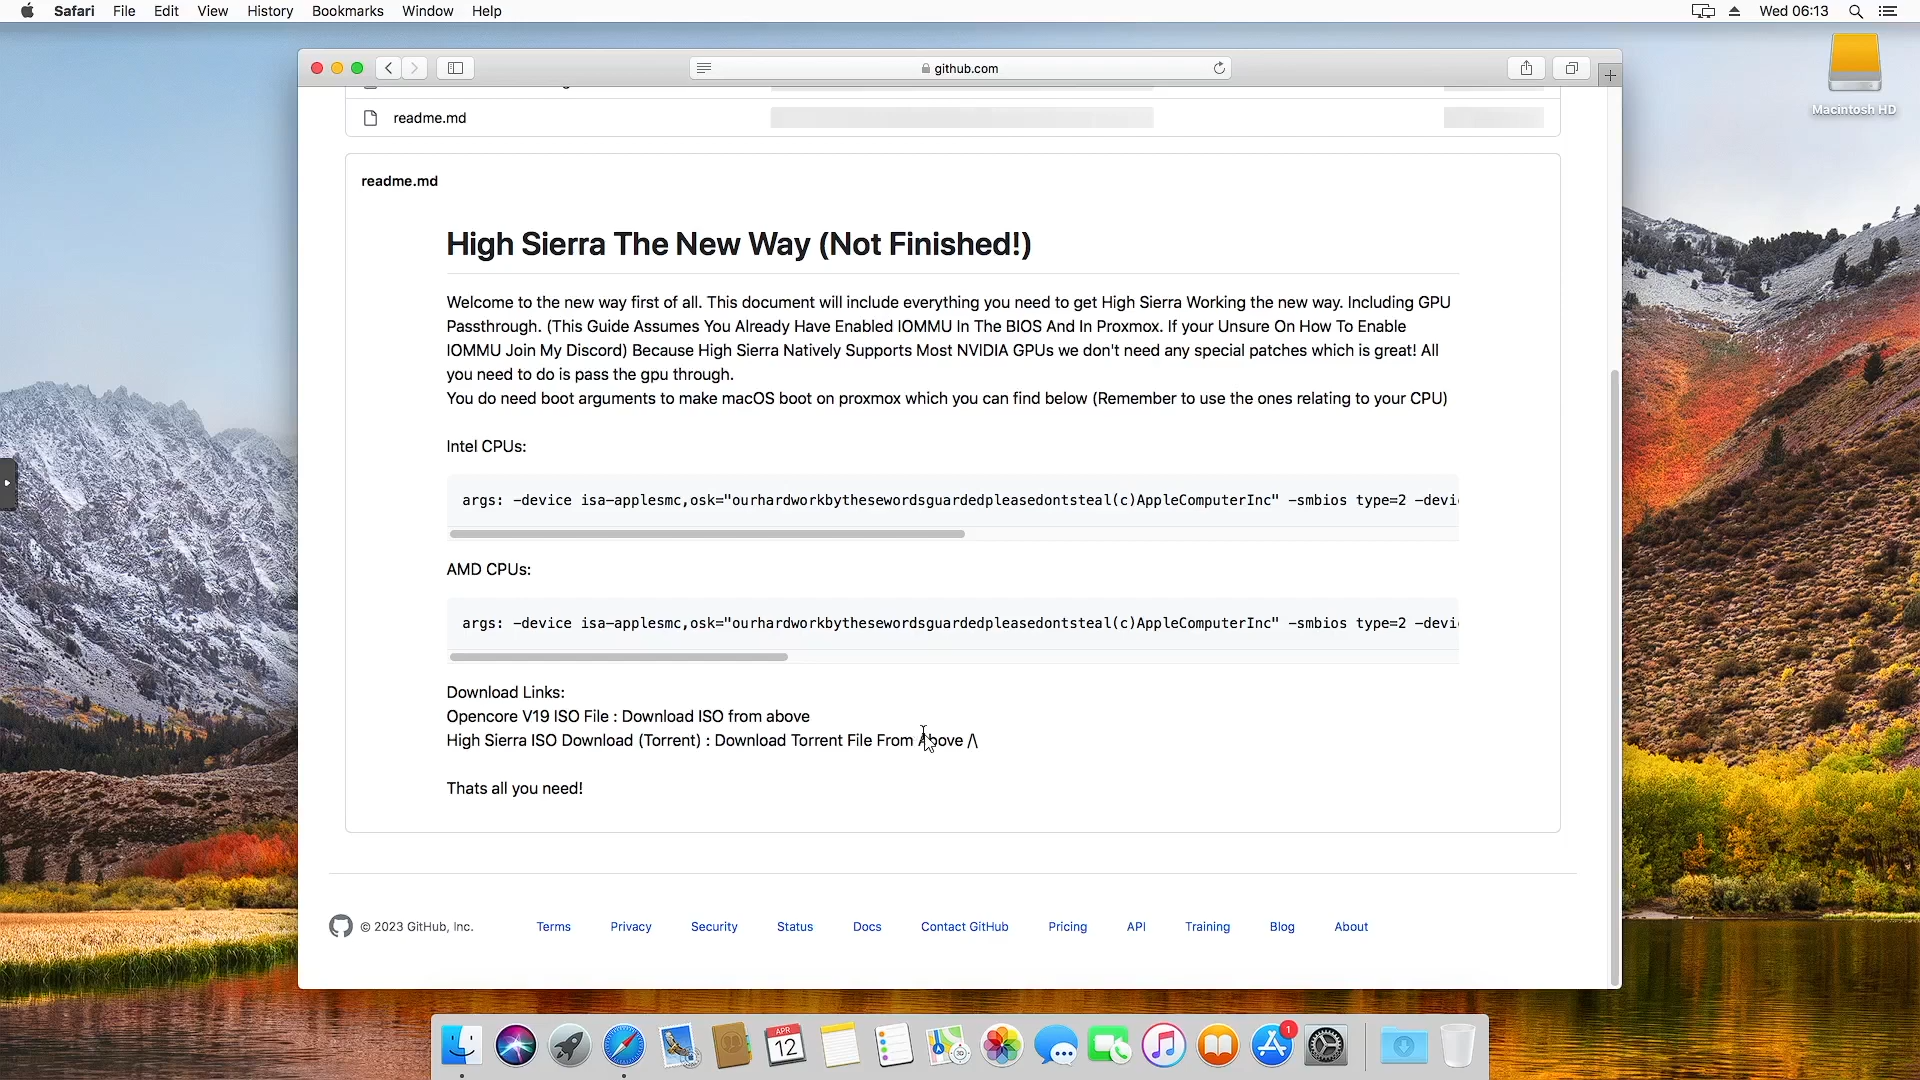 Safari File Edit View History Bookmarks Window Help Wed 06:13
github.com
Macintosh HD
readme.md
readme.md
High Sierra The New Way (Not Finished!)
Welcome to the new way first of all. This document will include everything you need to get High Sierra Working the new way. Including GPU
Passthrough. (This Guide Assumes You Already Have Enabled IOMMU In The BIOS And In Proxmox. If your Unsure On How To Enable
IOMMU Join My Discord) Because High Sierra Natively Supports Most NVIDIA GPUs we don't need any special patches which is great! All
you need to do is pass the gpu through.
You do need boot arguments to make macOS boot on proxmox which you can find below (Remember to use the ones relating to your CPU)
Intel CPUs:
args: -device isa-applesmc,osk="ourhardworkbythesewordsguardedpleasedontsteal(c)AppleComputerInc" -smbios type=2 -devi
AMD CPUs:
args: -device isa-applesmc,osk="ourhardworkbythesewordsguardedpleasedontsteal(c)AppleComputerInc" -smbios type=2 -devi
Download Links:
Opencore V19 ISO File : Download ISO from above
High Sierra ISO Download (Torrent) : Download Torrent File From Above /\
Thats all you need!
© 2023 GitHub, Inc. Terms Privacy Security Status Docs Contact GitHub Pricing API Training Blog About
APR
12
3D
1